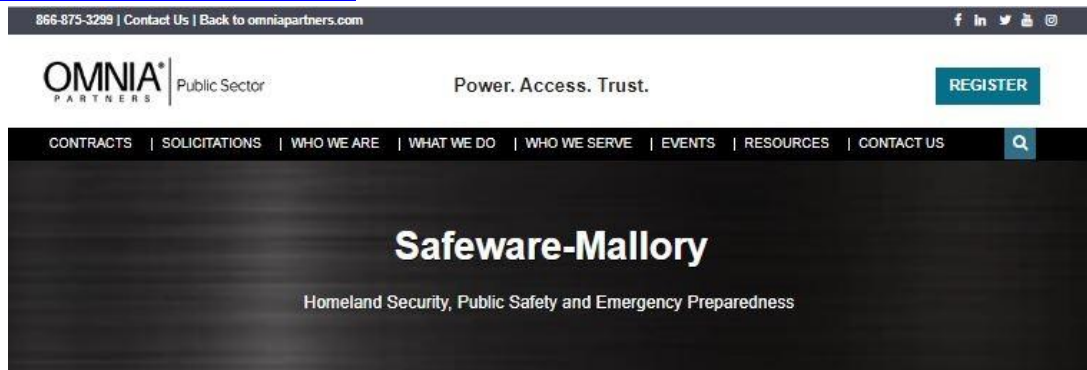 866-875-3299 | Contact Us | Back to omniapartners.com
OMNIA®
PARTNERS
Public Sector
Power. Access. Trust.
REGISTER
CONTRACTS | SOLICITATIONS | WHO WE ARE | WHAT WE DO | WHO WE SERVE | EVENTS | RESOURCES | CONTACT US
Safeware-Mallory
Homeland Security, Public Safety and Emergency Preparedness